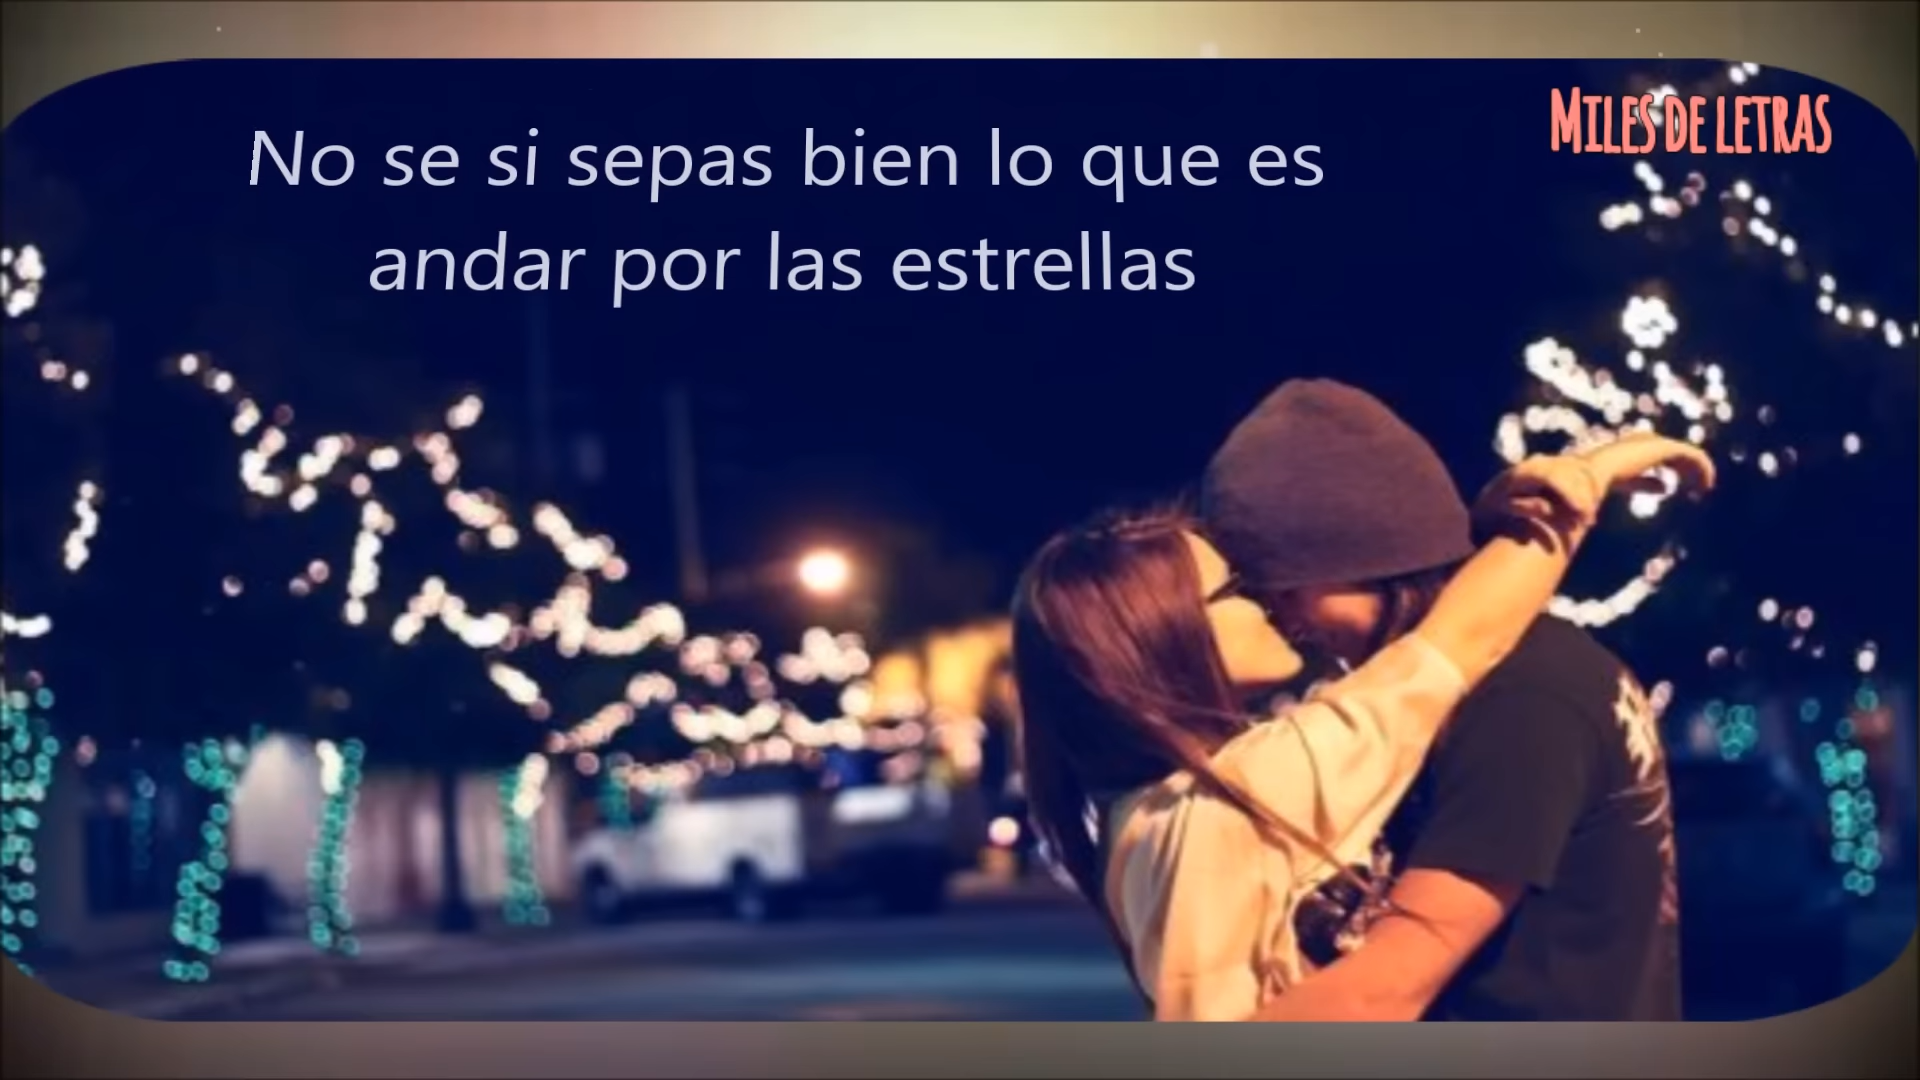 MILES DE LETRAS
No se si sepas bien lo que es
andar por las estrellas